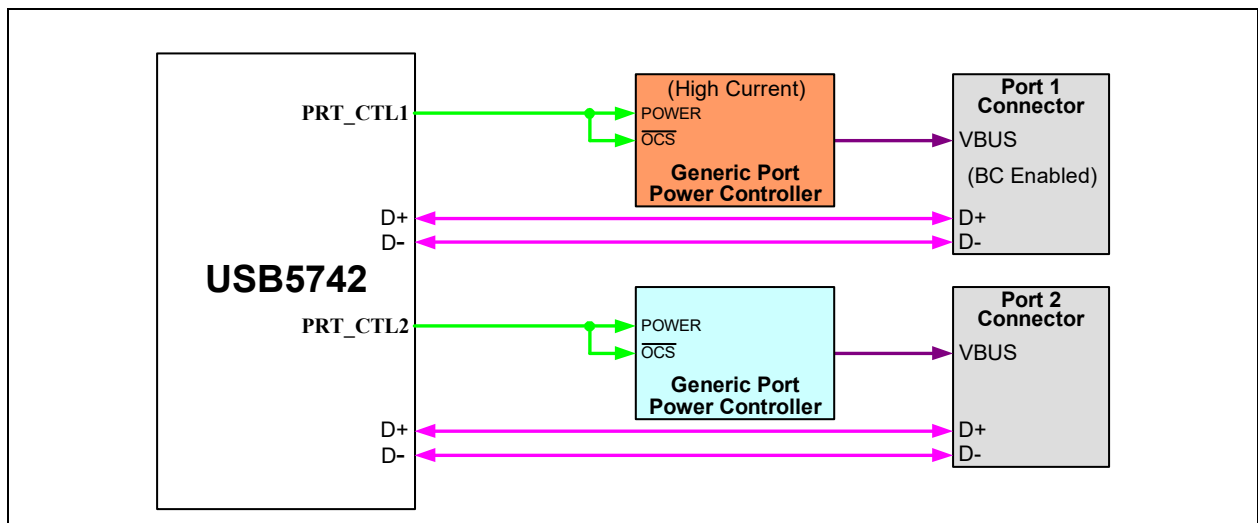 PRT_CTL1
(High Current)
POWER
OCS
Generic Port
Power Controller
Port 1
Connector
VBUS
(BC Enabled)
D+
D-
D+
D-
USB5742
PRT_CTL2
POWER
OCS
Generic Port
Power Controller
Port 2
Connector
VBUS
D+
D-
D+
D-